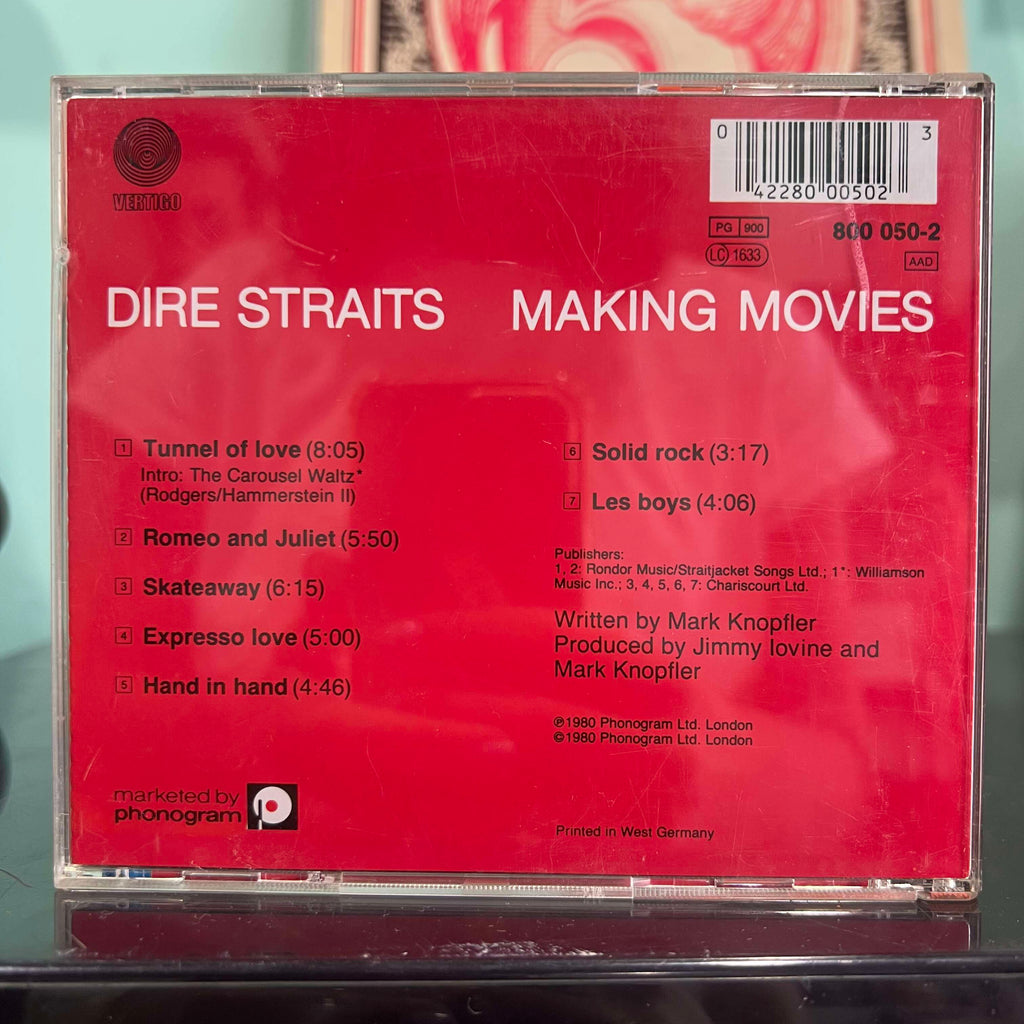 VERTIGO
0 3
42280 00502
PG 900
800 050-2
LC 1633
AAD
DIRE STRAITS MAKING MOVIES
1 Tunnel of love (8:05)
Intro: The Carousel Waltz*
(Rodgers/Hammerstein II)
2 Romeo and Juliet (5:50)
3 Skateaway (6:15)
4 Expresso love (5:00)
5 Hand in hand (4:46)
6 Solid rock (3:17)
7 Les boys (4:06)
Publishers:
1, 2: Rondor Music/Straitjacket Songs Ltd.; 1*: Williamson
Music Inc.; 3, 4, 5, 6, 7: Chariscourt Ltd.
Written by Mark Knopfler
Produced by Jimmy Iovine and
Mark Knopfler
℗1980 Phonogram Ltd. London
©1980 Phonogram Ltd. London
marketed by
phonogram
Printed in West Germany